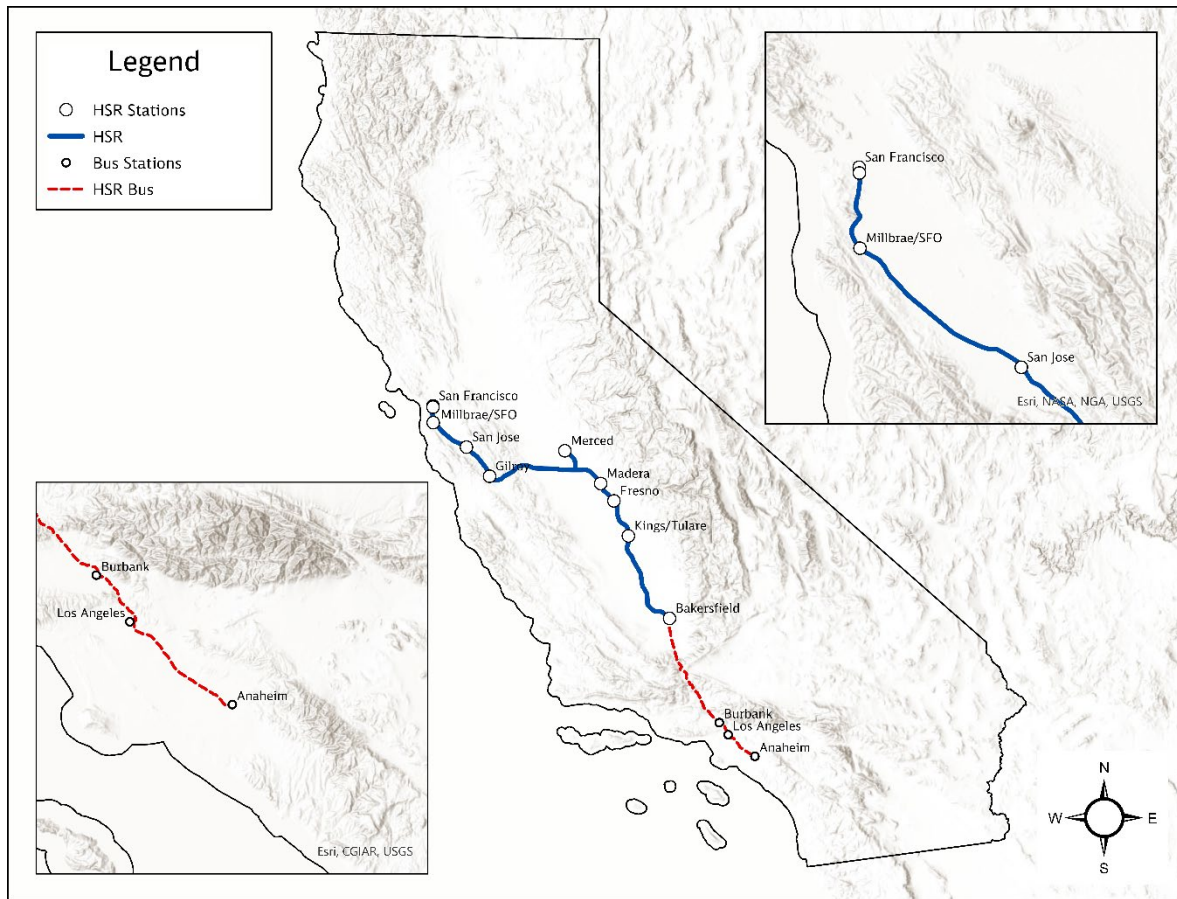 Legend
HSR Stations
HSR
Bus Stations
HSR Bus
San Francisco
Millbrae/SFO
San Jose
Esri, NASA, NGA, USGS
San Francisco
Millbrae/SFO
San Jose
Gilroy
Merced
Madera
Fresno
Kings/Tulare
Bakersfield
Burbank
Los Angeles
Anaheim
Burbank
Los Angeles
Anaheim
Esri, CGIAR, USGS
N
W
E
S